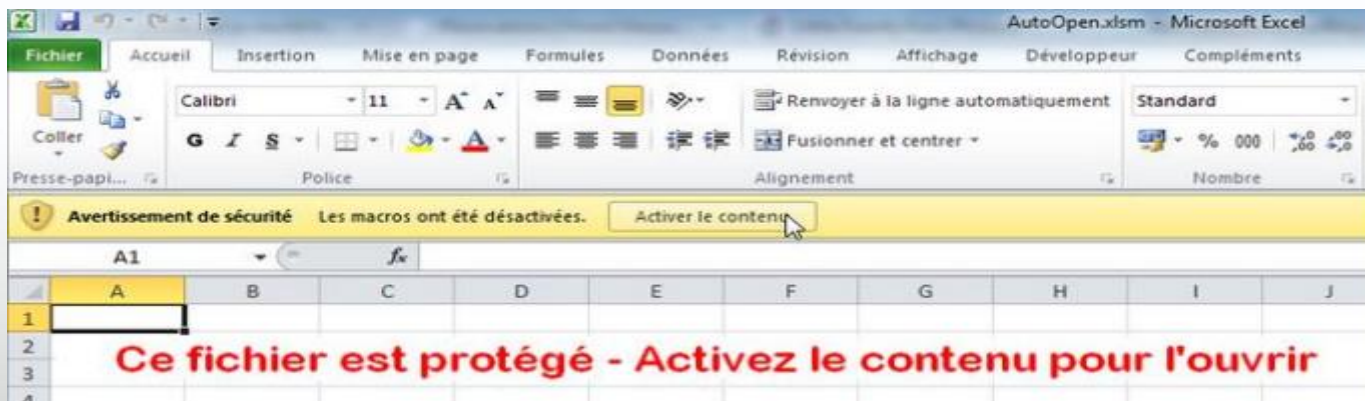 AutoOpen.xlsm - Microsoft Excel
Fichier Accueil Insertion Mise en page Formules Données Révision Affichage Développeur Compléments
Calibri 11 A A Renvoyer à la ligne automatiquement Standard
Coller G I S A Fusionner et centrer % 000 ,00 ,00
Presse-papi... Police Alignement Nombre
Avertissement de sécurité Les macros ont été désactivées. Activer le contenu
A1 fx
A B C D E F G H I J
1
2
Ce fichier est protégé - Activez le contenu pour l'ouvrir
3
4